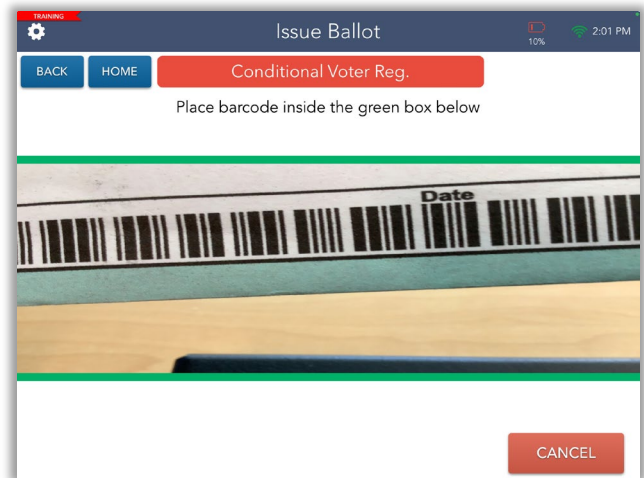 TRAINING
Issue Ballot
10%
2:01 PM
BACK
HOME
Conditional Voter Reg.
Place barcode inside the green box below
Date
CANCEL